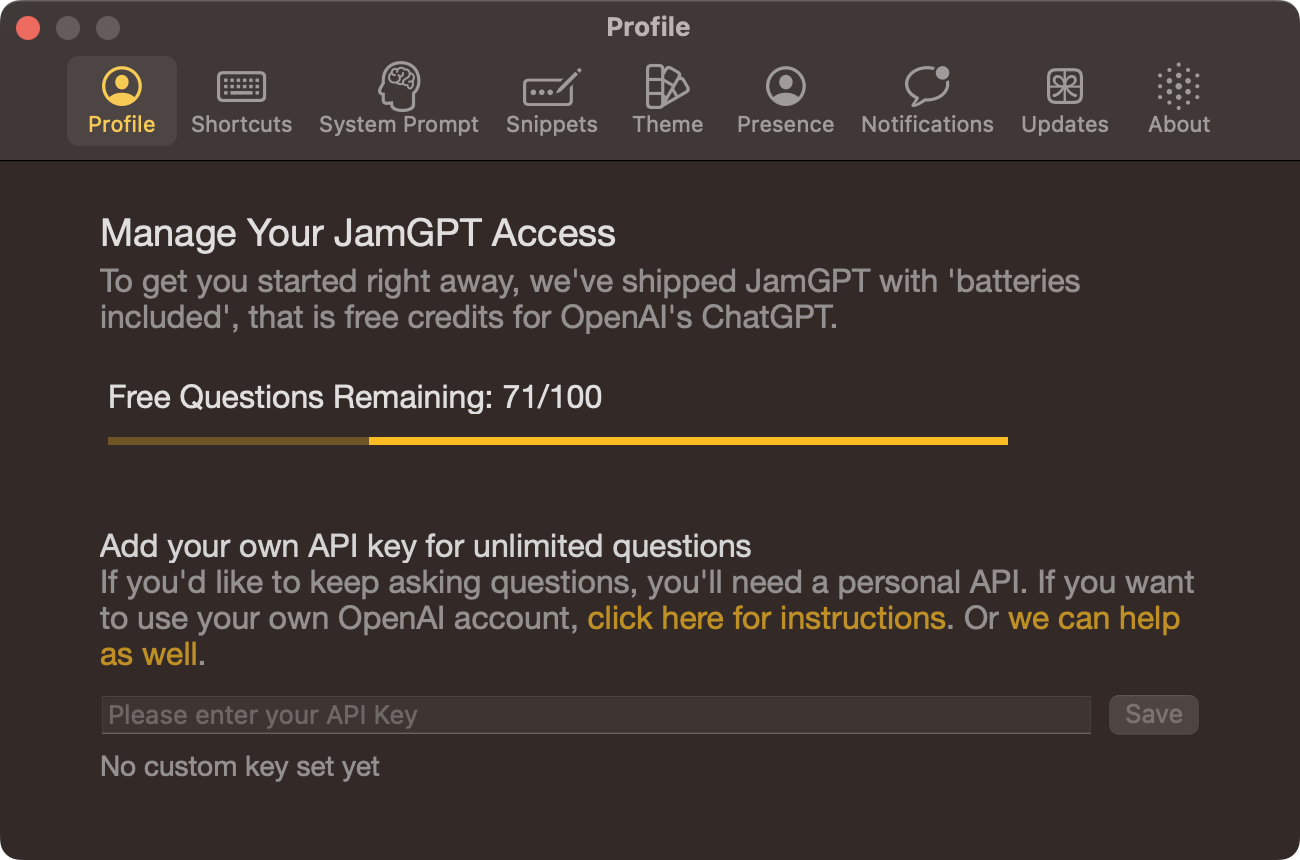 Profile
Profile
Shortcuts
System Prompt
Snippets
Theme
Presence
Notifications
Updates
About
Manage Your JamGPT Access
To get you started right away, we've shipped JamGPT with 'batteries
included', that is free credits for OpenAI's ChatGPT.
Free Questions Remaining: 71/100
Add your own API key for unlimited questions
If you'd like to keep asking questions, you'll need a personal API. If you want
to use your own OpenAI account, click here for instructions. Or we can help
as well.
Please enter your API Key
Save
No custom key set yet